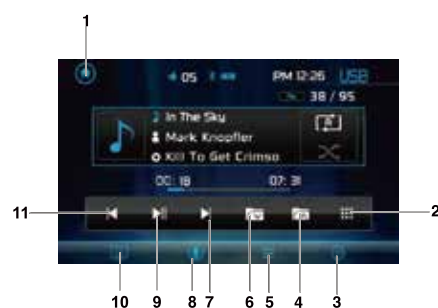 1
05 PM 12:26 USB
38 / 95
In The Sky
Mark Knopfler
Kill To Get Crimso
00: 18 07: 31
11
2
10 9 8 7 6 5 4 3